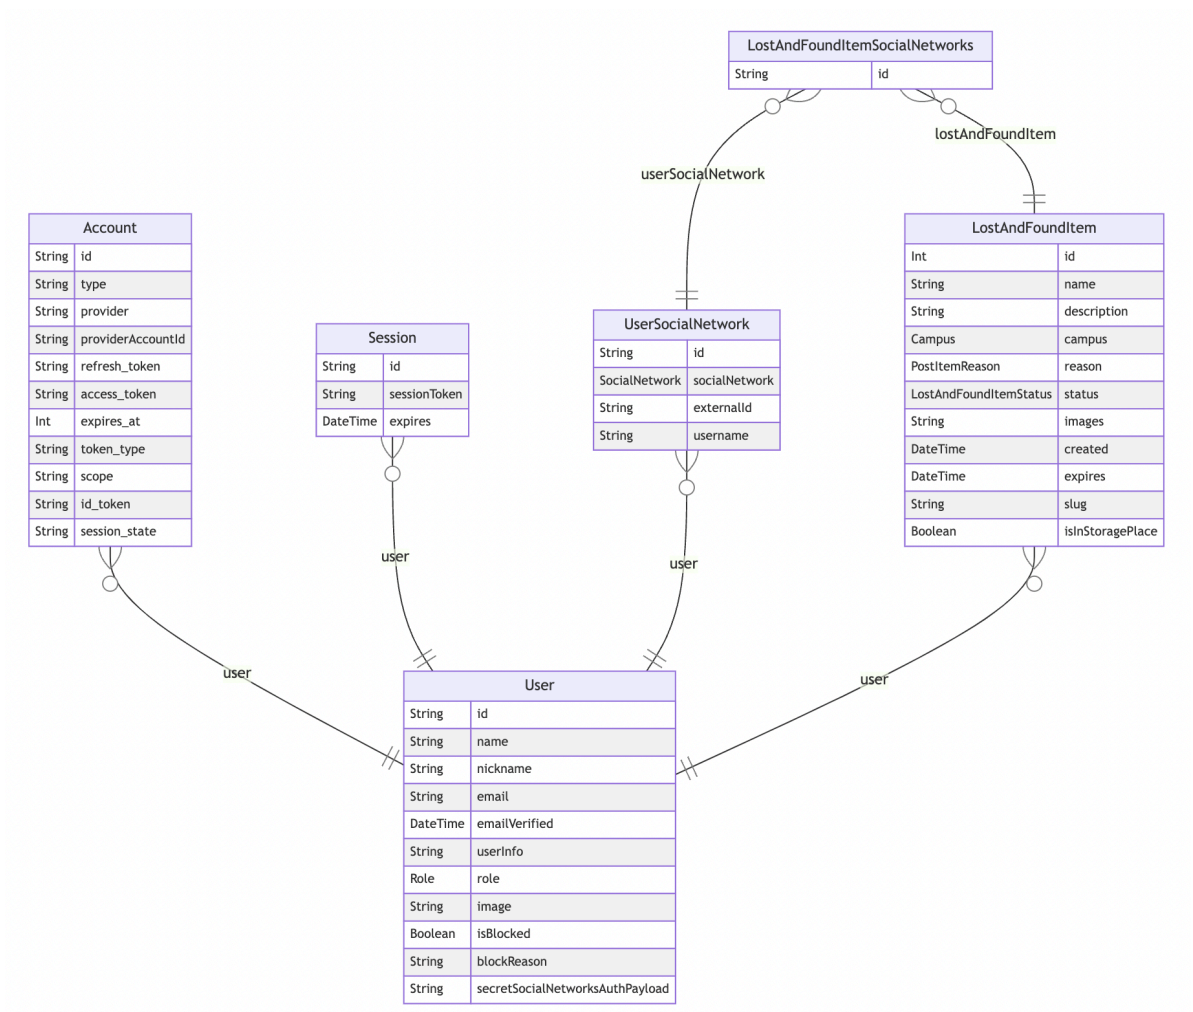 LostAndFoundItemSocialNetworks
String id
lostAndFoundItem
userSocialNetwork
Account
String id
String type
String provider
String providerAccountId
String refresh_token
String access_token
Int expires_at
String token_type
String scope
String id_token
String session_state
Session
String id
String sessionToken
DateTime expires
UserSocialNetwork
String id
SocialNetwork socialNetwork
String externalId
String username
LostAndFoundItem
Int id
String name
String description
Campus campus
PostItemReason reason
LostAndFoundItemStatus status
String images
DateTime created
DateTime expires
String slug
Boolean isInStoragePlace
user
user
user
user
User
String id
String name
String nickname
String email
DateTime emailVerified
String userInfo
Role role
String image
Boolean isBlocked
String blockReason
String secretSocialNetworksAuthPayload